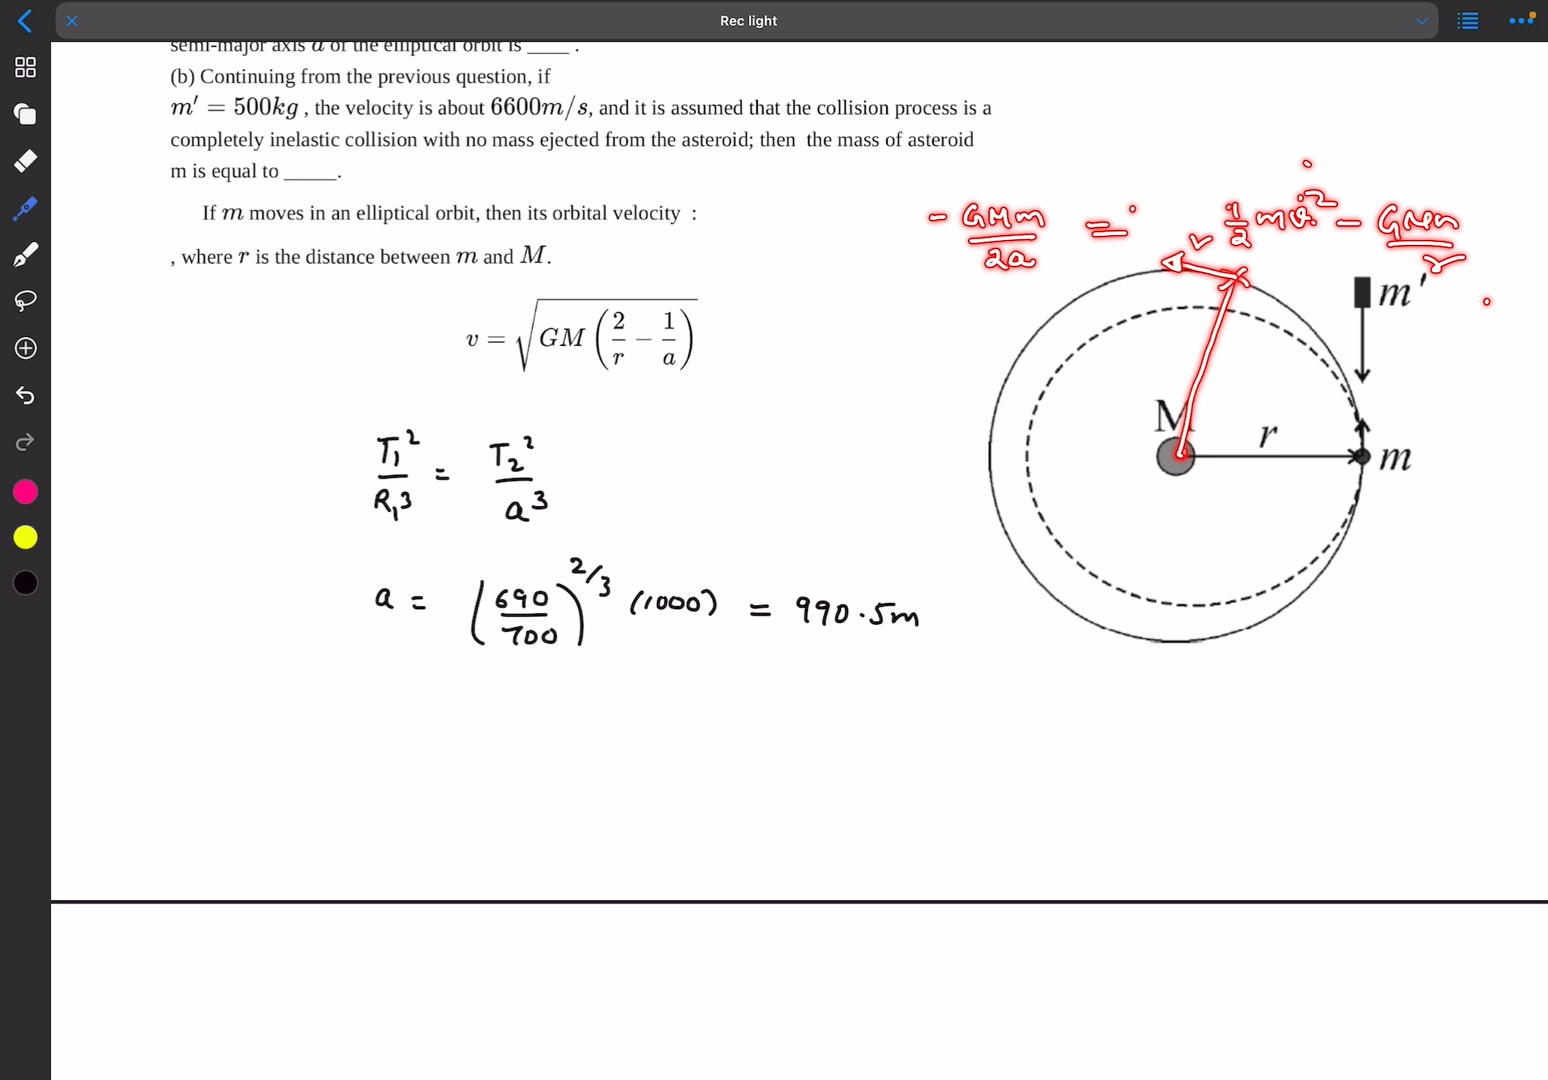 Rec light
semi-major axis a of the elliptical orbit is ____ .
(b) Continuing from the previous question, if
m′ = 500kg , the velocity is about 6600m/s, and it is assumed that the collision process is a
completely inelastic collision with no mass ejected from the asteroid; then the mass of asteroid
m is equal to _____.
If m moves in an elliptical orbit, then its orbital velocity :
, where r is the distance between m and M.
v = √(GM(2/r − 1/a))
T₁²/R₁³ = T₂²/a³
a = (690/700)^2/3 (1000) = 990.5m
- GMm/2a = 1/2 mv² - GMm/r
v
m′
M
r
m